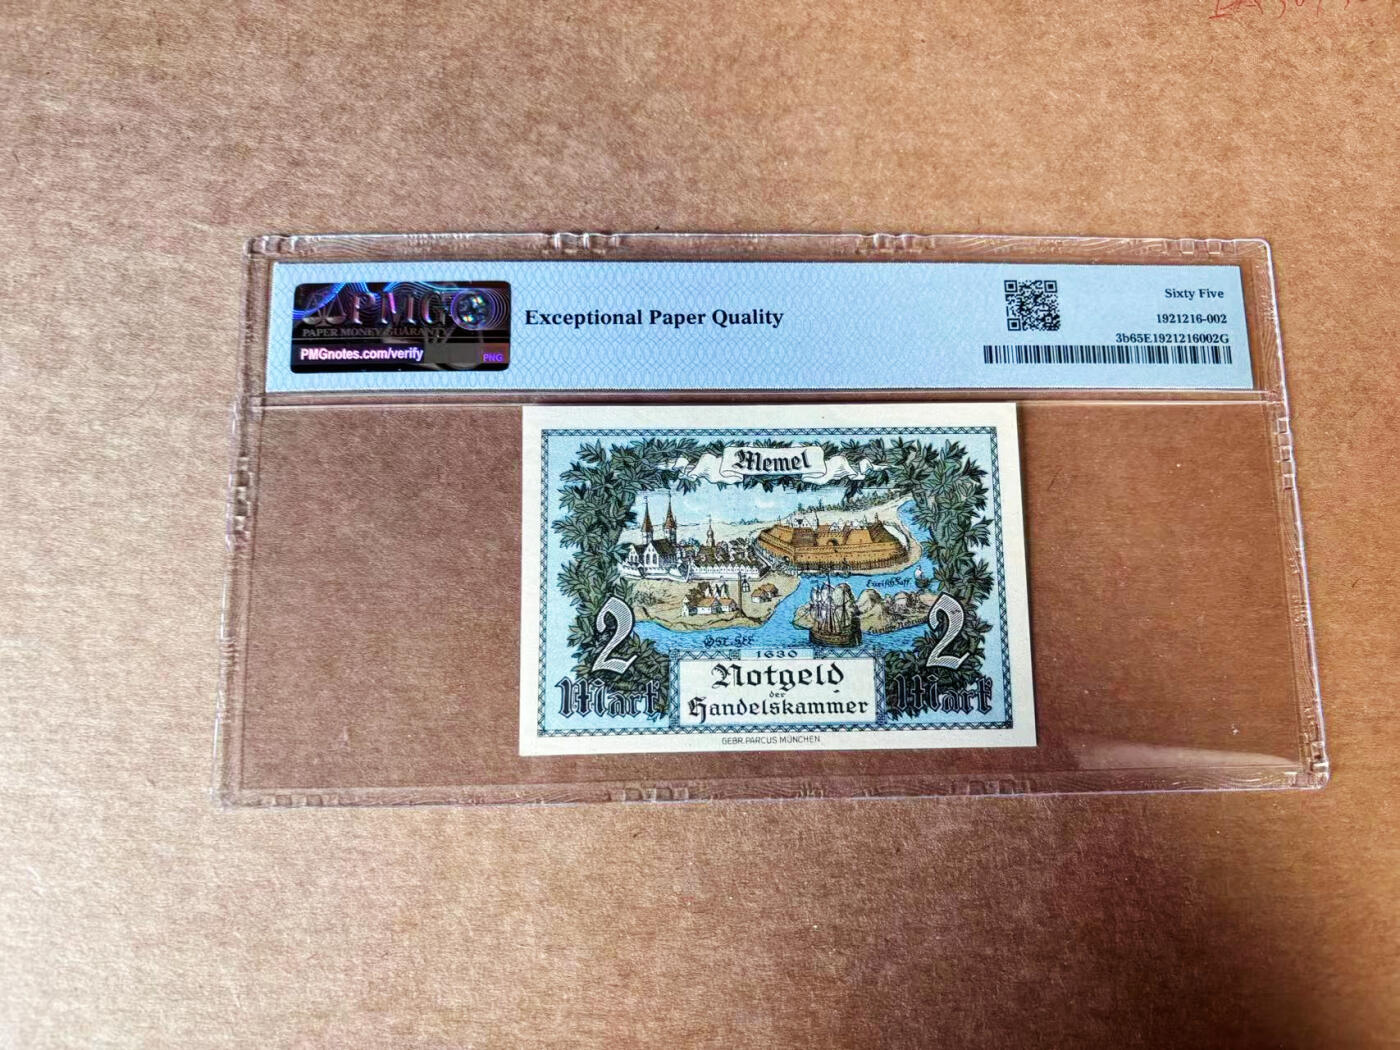 PMG
PAPER MONEY GUARANTY
PMGnotes.com/verify
PNG
Exceptional Paper Quality
Sixty Five
1921216-002
3b65E1921216002G
Memel
Ost See
2 2
1630
Mark Mark
Notgeld
der
Handelskammer
GEBR. PARCUS MÜNCHEN